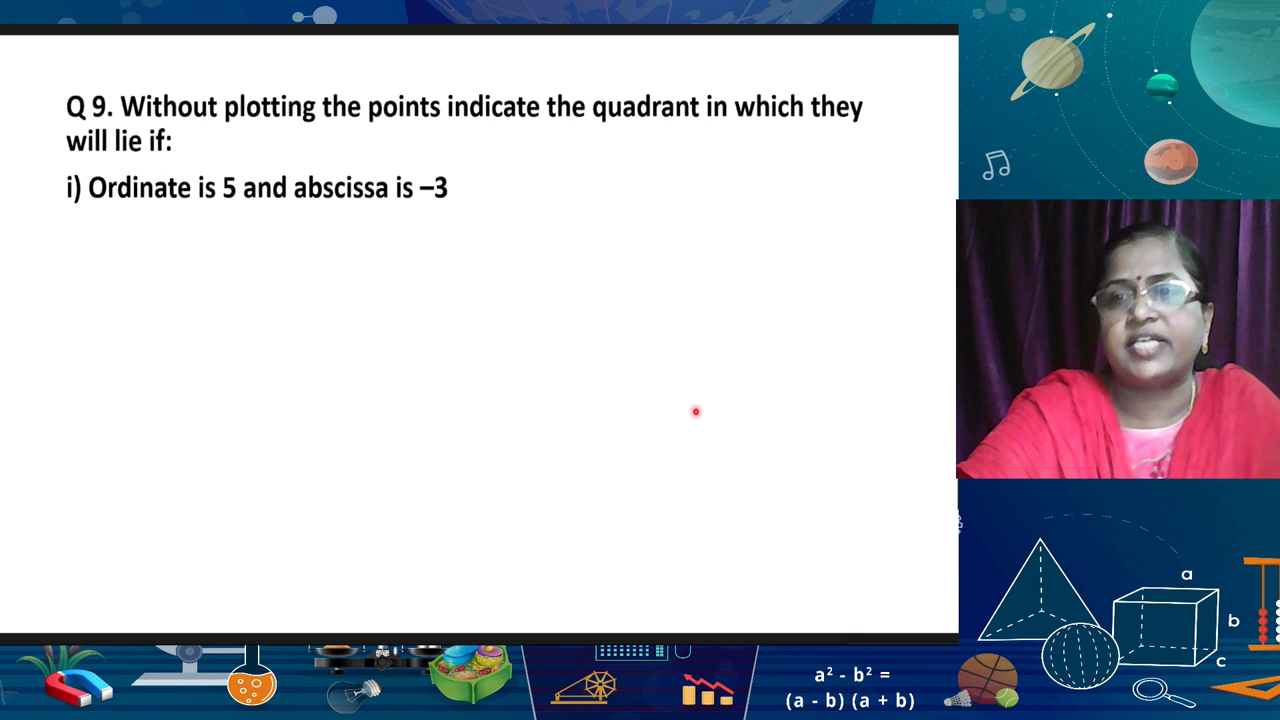 Q 9. Without plotting the points indicate the quadrant in which they
will lie if:
i) Ordinate is 5 and abscissa is –3
a
b
c
a² - b² =
(a - b) (a + b)